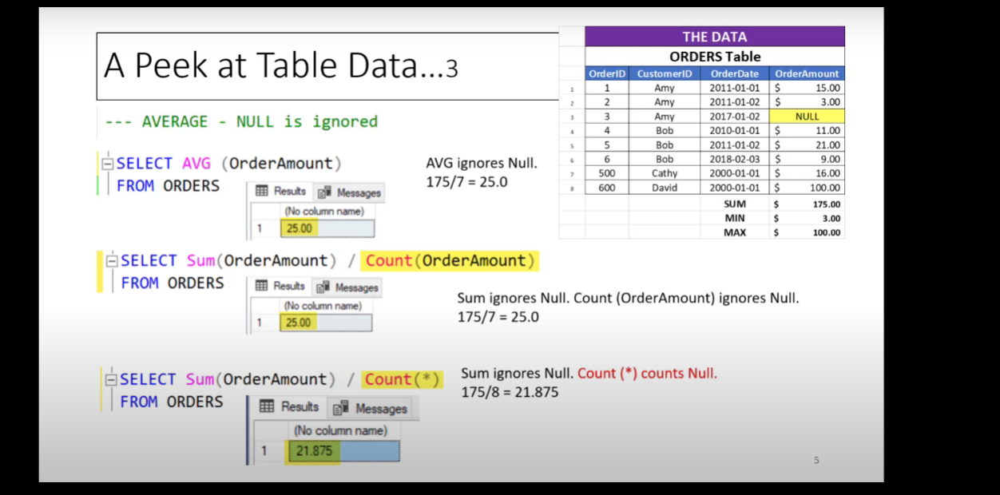 A Peek at Table Data...3
THE DATA
ORDERS Table
OrderID CustomerID OrderDate OrderAmount
1 1 Amy 2011-01-01 $ 15.00
2 2 Amy 2011-01-02 $ 3.00
3 3 Amy 2017-01-02 NULL
4 4 Bob 2010-01-01 $ 11.00
5 5 Bob 2011-01-02 $ 21.00
6 6 Bob 2018-02-03 $ 9.00
7 500 Cathy 2000-01-01 $ 16.00
8 600 David 2000-01-01 $ 100.00
SUM $ 175.00
MIN $ 3.00
MAX $ 100.00
--- AVERAGE - NULL is ignored
SELECT AVG (OrderAmount)
FROM ORDERS
Results Messages
(No column name)
1 25.00
AVG ignores Null.
175/7 = 25.0
SELECT Sum(OrderAmount) / Count(OrderAmount)
FROM ORDERS
Results Messages
(No column name)
1 25.00
Sum ignores Null. Count (OrderAmount) ignores Null.
175/7 = 25.0
SELECT Sum(OrderAmount) / Count(*)
FROM ORDERS
Results Messages
(No column name)
1 21.875
Sum ignores Null. Count (*) counts Null.
175/8 = 21.875
5